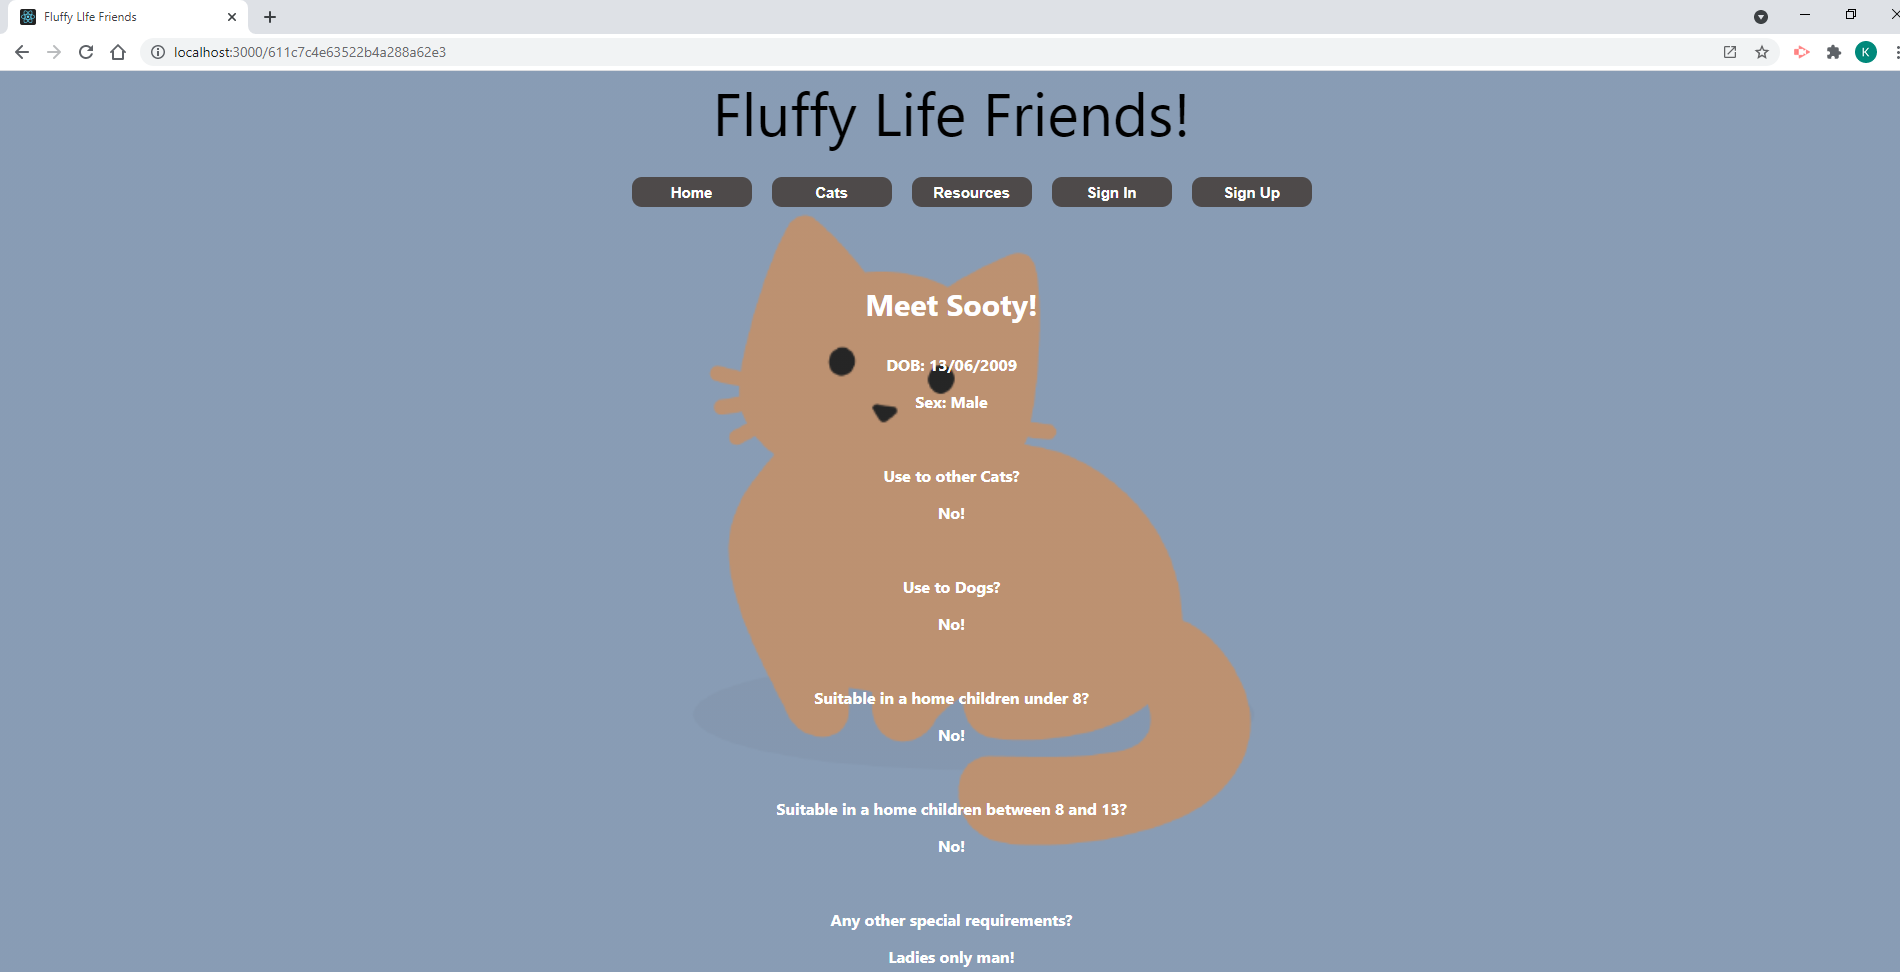 Fluffy LIfe Friends
localhost:3000/611c7c4e63522b4a288a62e3
K
Fluffy Life Friends!
Home Cats Resources Sign In Sign Up
Meet Sooty!
DOB: 13/06/2009
Sex: Male
Use to other Cats?
No!
Use to Dogs?
No!
Suitable in a home children under 8?
No!
Suitable in a home children between 8 and 13?
No!
Any other special requirements?
Ladies only man!